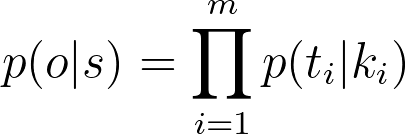 p(o|s) = ∏_{i=1}^{m} p(t_i|k_i)